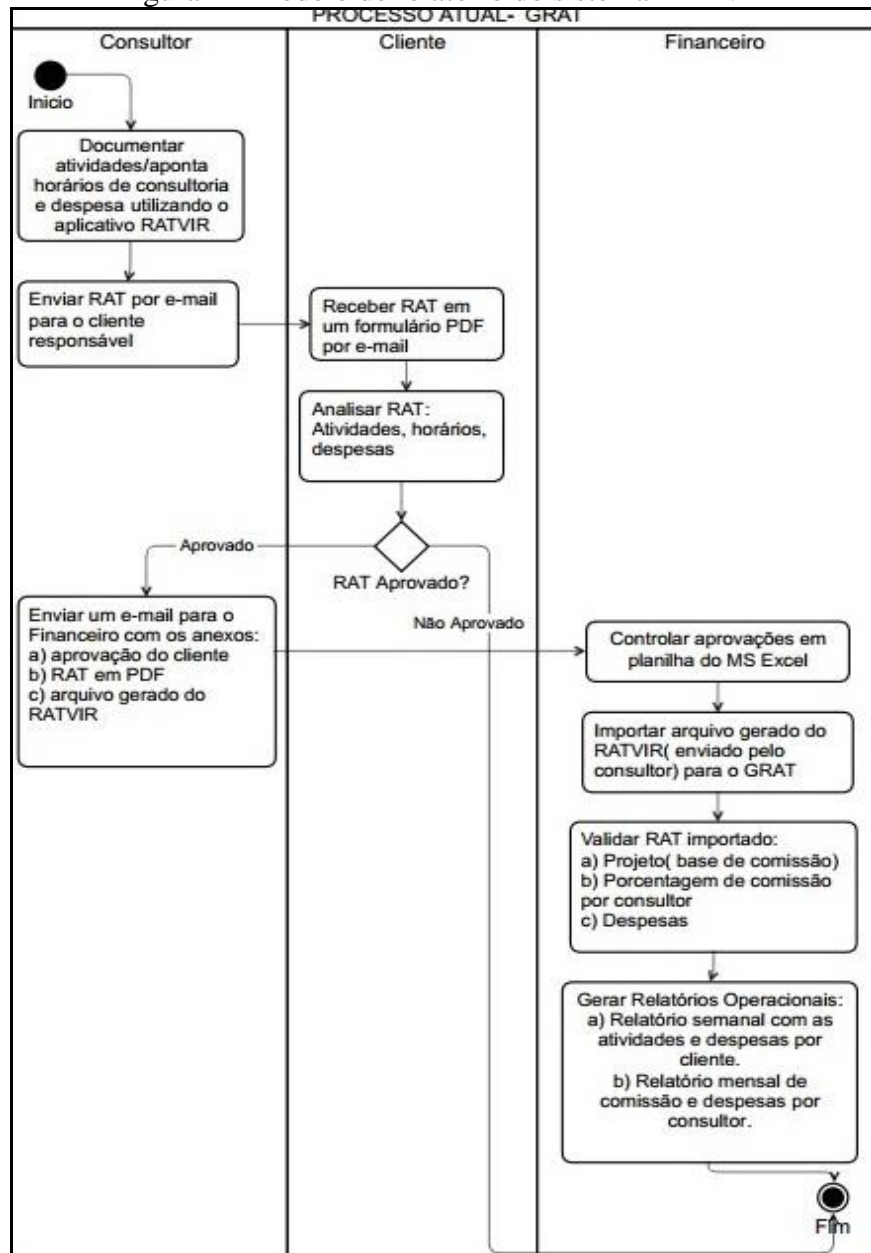 PROCESSO ATUAL- GRAT
Consultor
Cliente
Financeiro
Inicio
Documentar
atividades/aponta
horários de consultoria
e despesa utilizando o
aplicativo RATVIR
Enviar RAT por e-mail
para o cliente
responsável
Receber RAT em
um formulário PDF
por e-mail
Analisar RAT:
Atividades, horários,
despesas
Aprovado
RAT Aprovado?
Não Aprovado
Enviar um e-mail para o
Financeiro com os anexos:
a) aprovação do cliente
b) RAT em PDF
c) arquivo gerado do
RATVIR
Controlar aprovações em
planilha do MS Excel
Importar arquivo gerado do
RATVIR( enviado pelo
consultor) para o GRAT
Validar RAT importado:
a) Projeto( base de comissão)
b) Porcentagem de comissão
por consultor
c) Despesas
Gerar Relatórios Operacionais:
a) Relatório semanal com as
atividades e despesas por
cliente.
b) Relatório mensal de
comissão e despesas por
consultor.
Fim